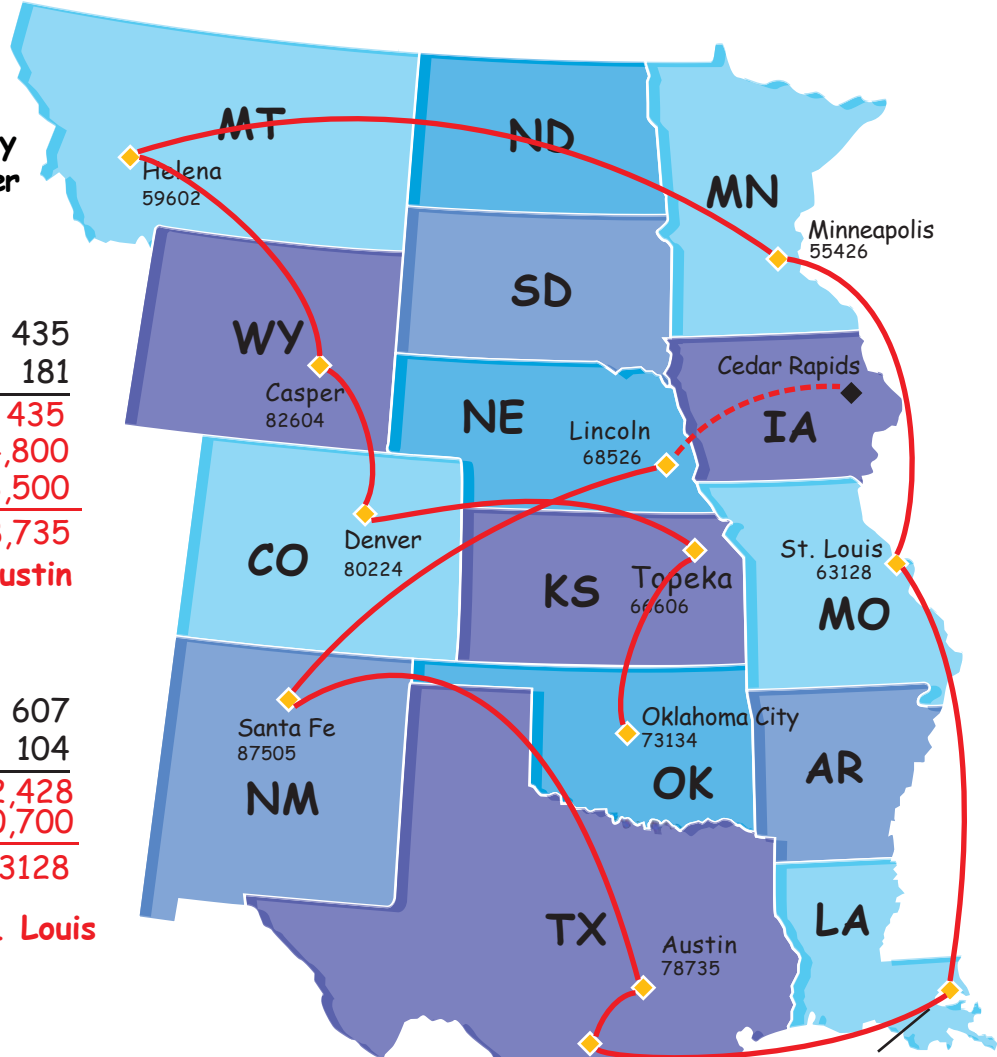 MT
ND
Y
er
Helena
59602
MN
Minneapolis
55426
SD
435
181
WY
Cedar Rapids
Casper
82604
435
,800
,500
,735
NE
Lincoln
68526
IA
Denver
80224
CO
St. Louis
63128
ustin
KS
Topeka
66606
MO
607
104
Santa Fe
87505
Oklahoma City
73134
2,428
0,700
3128
NM
OK
AR
. Louis
TX
LA
Austin
78735